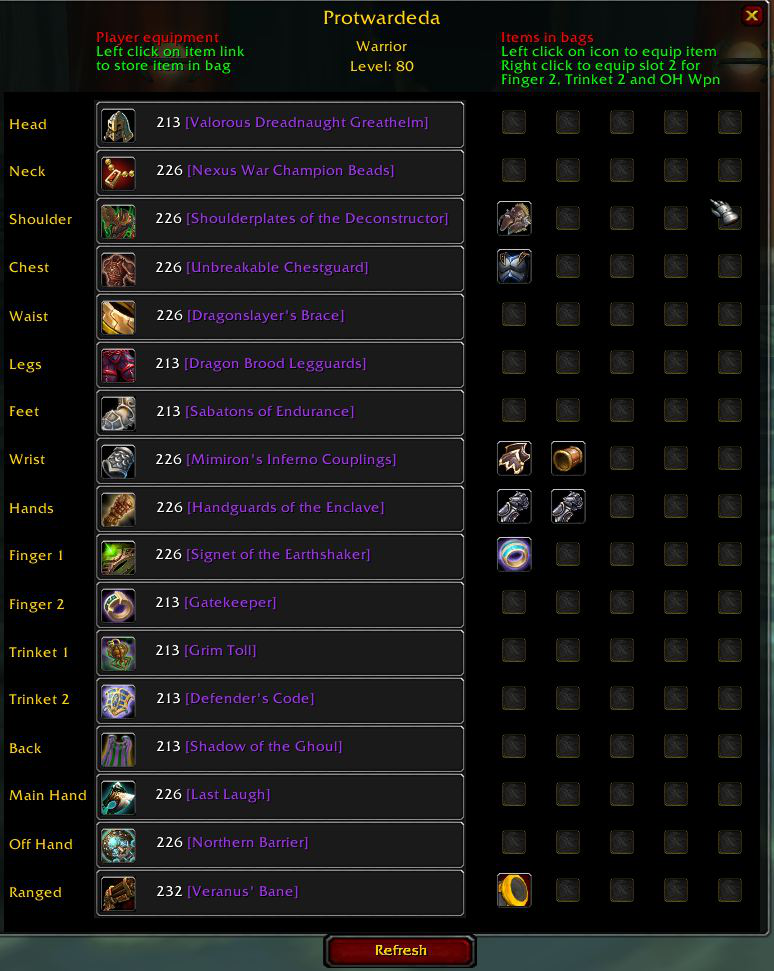 Protwardeda
Player equipment
Left click on item link
to store item in bag
Warrior
Level: 80
Items in bags
Left click on icon to equip item
Right click to equip slot 2 for
Finger 2, Trinket 2 and OH Wpn
Head 213 [Valorous Dreadnaught Greathelm]
Neck 226 [Nexus War Champion Beads]
Shoulder 226 [Shoulderplates of the Deconstructor]
Chest 226 [Unbreakable Chestguard]
Waist 226 [Dragonslayer's Brace]
Legs 213 [Dragon Brood Legguards]
Feet 213 [Sabatons of Endurance]
Wrist 226 [Mimiron's Inferno Couplings]
Hands 226 [Handguards of the Enclave]
Finger 1 226 [Signet of the Earthshaker]
Finger 2 213 [Gatekeeper]
Trinket 1 213 [Grim Toll]
Trinket 2 213 [Defender's Code]
Back 213 [Shadow of the Ghoul]
Main Hand 226 [Last Laugh]
Off Hand 226 [Northern Barrier]
Ranged 232 [Veranus' Bane]
Refresh